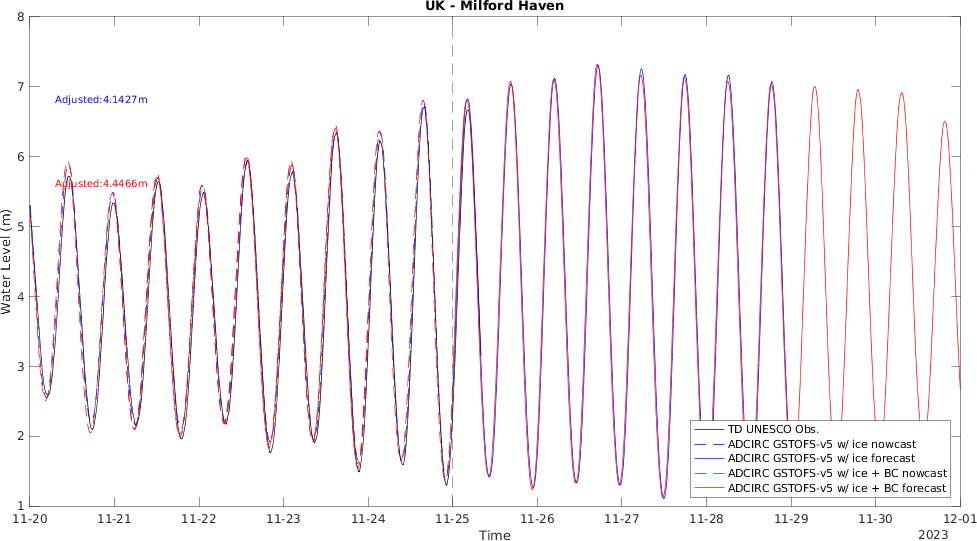 UK - Milford Haven
8
7
Adjusted:4.1427m
6
Adjusted:4.4466m
5
Water Level (m)
4
3
2
1
TD UNESCO Obs.
ADCIRC GSTOFS-v5 w/ ice nowcast
ADCIRC GSTOFS-v5 w/ ice forecast
ADCIRC GSTOFS-v5 w/ ice + BC nowcast
ADCIRC GSTOFS-v5 w/ ice + BC forecast
11-20 11-21 11-22 11-23 11-24 11-25 11-26 11-27 11-28 11-29 11-30 12-01
Time
2023